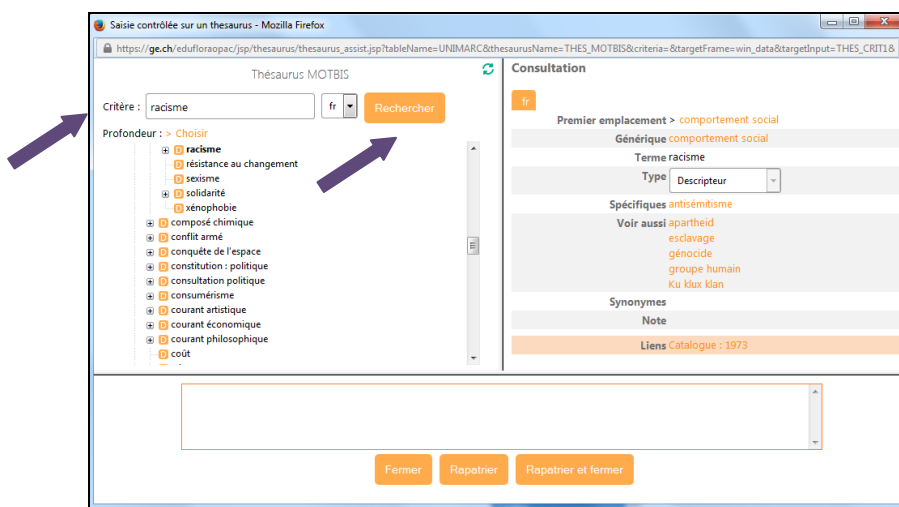 Saisie contrôlée sur un thesaurus - Mozilla Firefox
https://ge.ch/edufloraopac/jsp/thesaurus/thesaurus_assist.jsp?tableName=UNIMARC&thesaurusName=THES_MOTBIS&criteria=&targetFrame=win_data&targetInput=THES_CRIT1&
Thésaurus MOTBIS
Critère : racisme fr Rechercher
Profondeur : > Choisir
D racisme
D résistance au changement
D sexisme
D solidarité
D xénophobie
D composé chimique
D conflit armé
D conquête de l'espace
D constitution : politique
D consultation politique
D consumérisme
D courant artistique
D courant économique
D courant philosophique
D coût
Consultation
fr
Premier emplacement > comportement social
Générique comportement social
Terme racisme
Type Descripteur
Spécifiques antisémitisme
Voir aussi apartheid
esclavage
génocide
groupe humain
Ku klux klan
Synonymes
Note
Liens Catalogue : 1973
Fermer Rapatrier Rapatrier et fermer